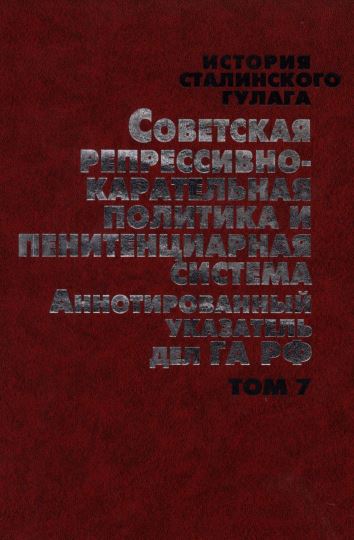 ИСТОРИЯ
СТАЛИНСКОГО
ГУЛАГА
СОВЕТСКАЯ
РЕПРЕССИВНО-
КАРАТЕЛЬНАЯ
ПОЛИТИКА И
ПЕНИТЕНЦИАРНАЯ
СИСТЕМА
АННОТИРОВАННЫЙ
УКАЗАТЕЛЬ
ДЕЛ ГА РФ
ТОМ 7